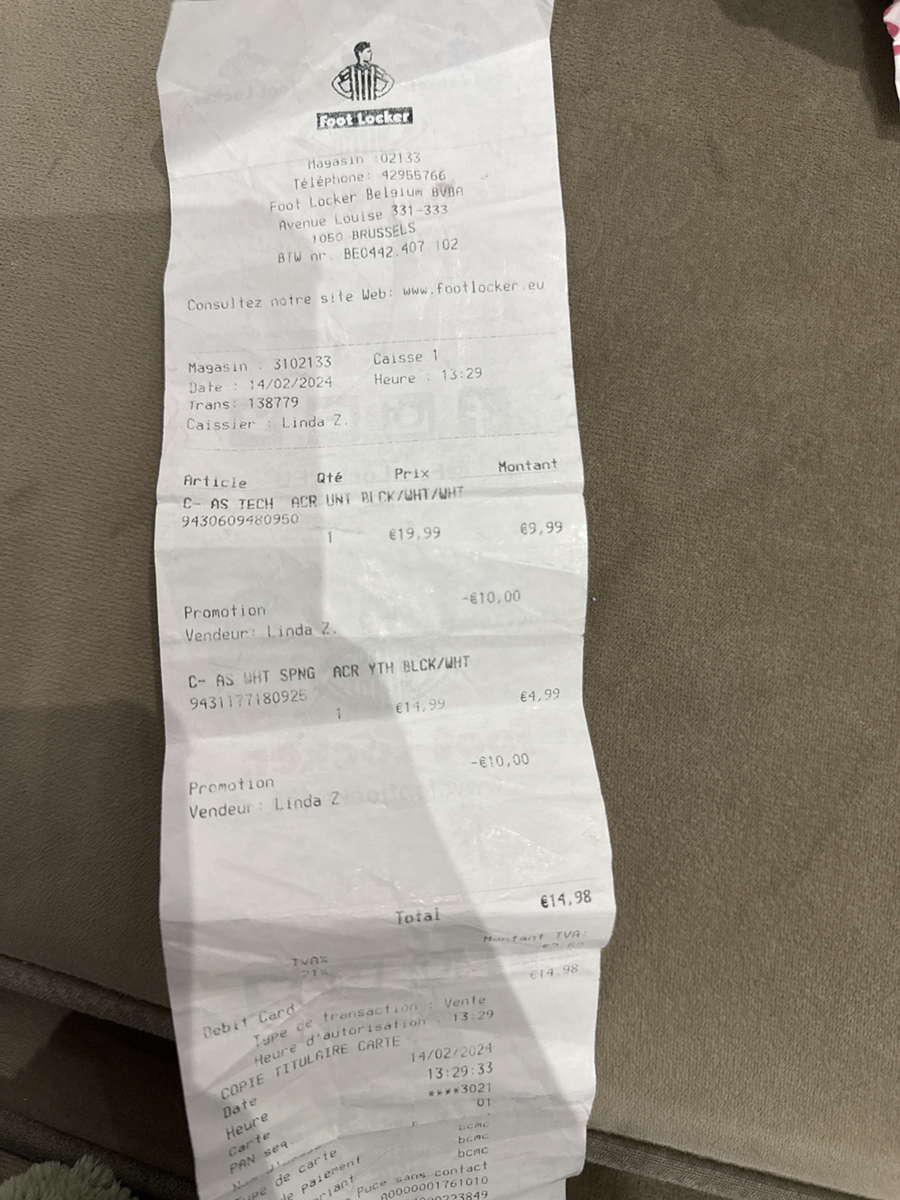 Foot Locker
Magasin :02133
Téléphone: 42955766
Foot Locker Belgium BVBA
Avenue Louise 331-333
1050 BRUSSELS
BTW nr. BE0442.407 102
Consultez notre site Web: www.footlocker.eu
Magasin : 3102133 Caisse 1
Date : 14/02/2024 Heure : 13:29
Trans: 138779
Caissier : Linda Z.
Article Qté Prix Montant
C- AS TECH ACR UNT BLCK/WHT/WHT
9430609480950
1 €19,99 €9,99
Promotion -€10,00
Vendeur: Linda Z.
C- AS WHT SPNG ACR YTH BLCK/WHT
9431177180925
1 €14,99 €4,99
Promotion -€10,00
Vendeur: Linda Z
Total €14,98
TVA% Montant TVA:
21%
Debit Card €14,98
Type de transaction : Vente
Heure d'autorisation : 13:29
COPIE TITULAIRE CARTE
Date 14/02/2024
Heure 13:29:33
Carte ****3021
PAN seq. 01
Type de carte bcmc
de paiement bcmc
bcmc
Puce sans contact
A0000001761010